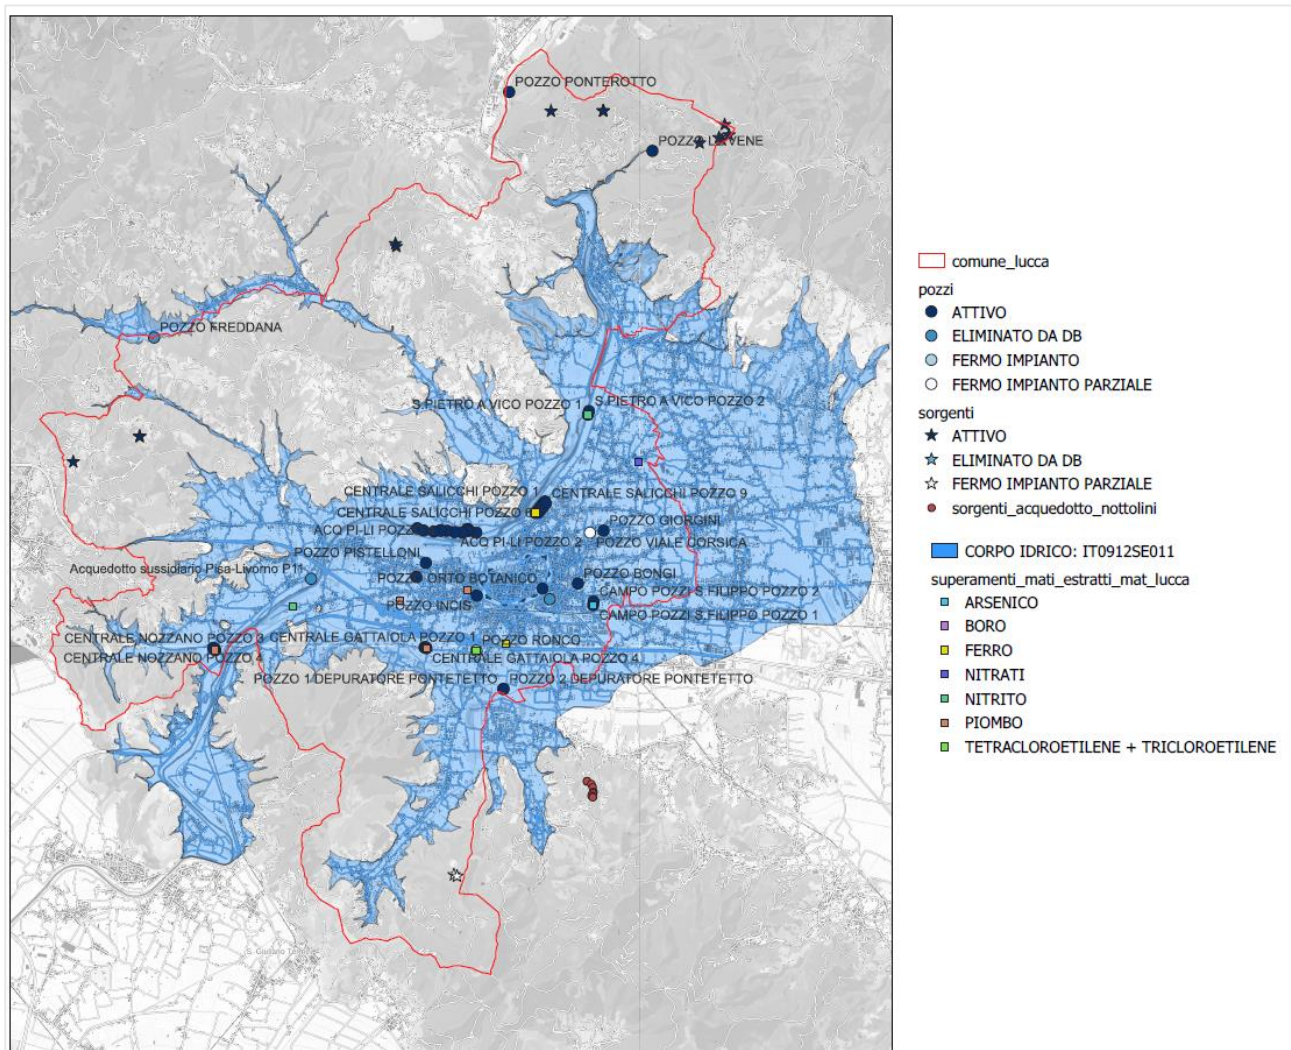 POZZO PONTEROTTO
POZZO LE VENE
POZZO FREDDANA
S.PIETRO A VICO POZZO 1
S.PIETRO A VICO POZZO 2
CENTRALE SALICCHI POZZO 1
CENTRALE SALICCHI POZZO 9
CENTRALE SALICCHI POZZO 6
ACQ PI-LI POZZO
ACQ PI-LI POZZO 2
POZZO GIORGINI
POZZO VIALE CORSICA
POZZO PISTELLONI
Acquedotto sussidiario Pisa-Livorno P11
POZZO ORTO BOTANICO
POZZO BONGI
CAMPO POZZI S.FILIPPO POZZO 2
POZZO INCIS
CAMPO POZZI S.FILIPPO POZZO 1
CENTRALE NOZZANO POZZO 3
CENTRALE GATTAIOLA POZZO 1
POZZO RONCO
CENTRALE NOZZANO POZZO 4
CENTRALE GATTAIOLA POZZO 4
POZZO 1 DEPURATORE PONTETETTO
POZZO 2 DEPURATORE PONTETETTO
comune_lucca
pozzi
ATTIVO
ELIMINATO DA DB
FERMO IMPIANTO
FERMO IMPIANTO PARZIALE
sorgenti
ATTIVO
ELIMINATO DA DB
FERMO IMPIANTO PARZIALE
sorgenti_acquedotto_nottolini
CORPO IDRICO: IT0912SE011
superamenti_mati_estratti_mat_lucca
ARSENICO
BORO
FERRO
NITRATI
NITRITO
PIOMBO
TETRACLOROETILENE + TRICLOROETILENE